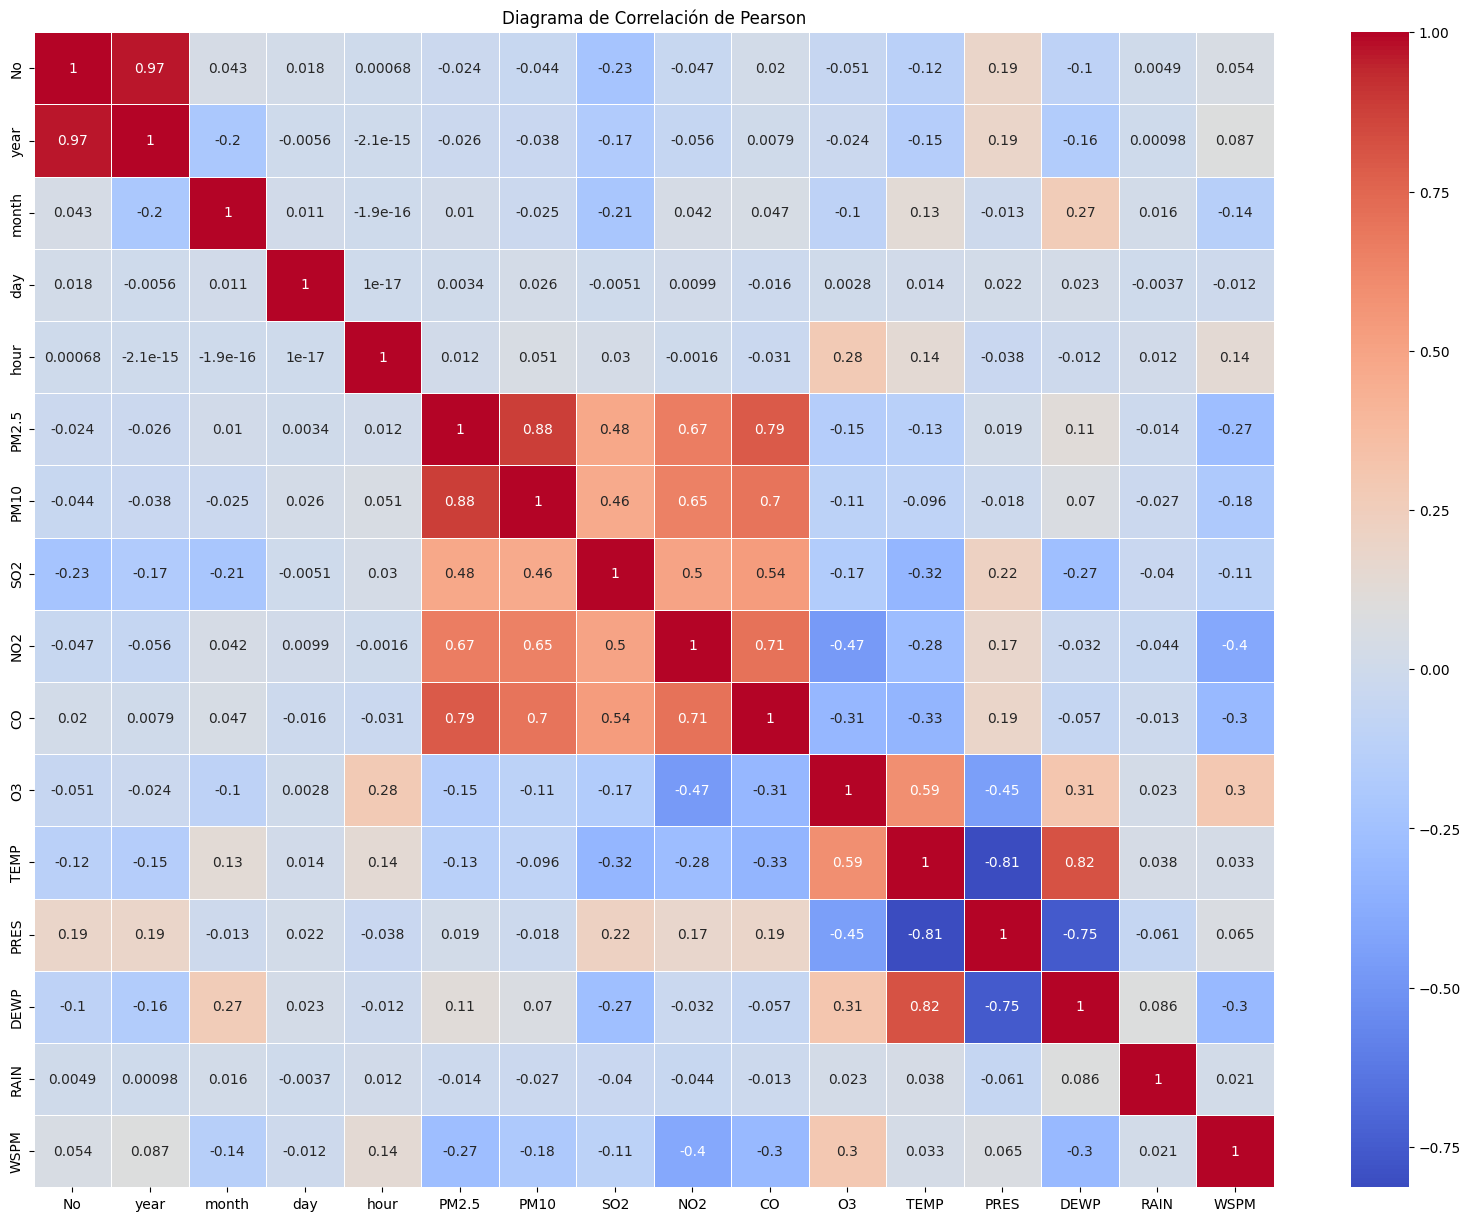 Diagrama de Correlación de Pearson
No 1 0.97 0.043 0.018 0.00068 -0.024 -0.044 -0.23 -0.047 0.02 -0.051 -0.12 0.19 -0.1 0.0049 0.054
year 0.97 1 -0.2 -0.0056 -2.1e-15 -0.026 -0.038 -0.17 -0.056 0.0079 -0.024 -0.15 0.19 -0.16 0.00098 0.087
month 0.043 -0.2 1 0.011 -1.9e-16 0.01 -0.025 -0.21 0.042 0.047 -0.1 0.13 -0.013 0.27 0.016 -0.14
day 0.018 -0.0056 0.011 1 1e-17 0.0034 0.026 -0.0051 0.0099 -0.016 0.0028 0.014 0.022 0.023 -0.0037 -0.012
hour 0.00068 -2.1e-15 -1.9e-16 1e-17 1 0.012 0.051 0.03 -0.0016 -0.031 0.28 0.14 -0.038 -0.012 0.012 0.14
PM2.5 -0.024 -0.026 0.01 0.0034 0.012 1 0.88 0.48 0.67 0.79 -0.15 -0.13 0.019 0.11 -0.014 -0.27
PM10 -0.044 -0.038 -0.025 0.026 0.051 0.88 1 0.46 0.65 0.7 -0.11 -0.096 -0.018 0.07 -0.027 -0.18
SO2 -0.23 -0.17 -0.21 -0.0051 0.03 0.48 0.46 1 0.5 0.54 -0.17 -0.32 0.22 -0.27 -0.04 -0.11
NO2 -0.047 -0.056 0.042 0.0099 -0.0016 0.67 0.65 0.5 1 0.71 -0.47 -0.28 0.17 -0.032 -0.044 -0.4
CO 0.02 0.0079 0.047 -0.016 -0.031 0.79 0.7 0.54 0.71 1 -0.31 -0.33 0.19 -0.057 -0.013 -0.3
O3 -0.051 -0.024 -0.1 0.0028 0.28 -0.15 -0.11 -0.17 -0.47 -0.31 1 0.59 -0.45 0.31 0.023 0.3
TEMP -0.12 -0.15 0.13 0.014 0.14 -0.13 -0.096 -0.32 -0.28 -0.33 0.59 1 -0.81 0.82 0.038 0.033
PRES 0.19 0.19 -0.013 0.022 -0.038 0.019 -0.018 0.22 0.17 0.19 -0.45 -0.81 1 -0.75 -0.061 0.065
DEWP -0.1 -0.16 0.27 0.023 -0.012 0.11 0.07 -0.27 -0.032 -0.057 0.31 0.82 -0.75 1 0.086 -0.3
RAIN 0.0049 0.00098 0.016 -0.0037 0.012 -0.014 -0.027 -0.04 -0.044 -0.013 0.023 0.038 -0.061 0.086 1 0.021
WSPM 0.054 0.087 -0.14 -0.012 0.14 -0.27 -0.18 -0.11 -0.4 -0.3 0.3 0.033 0.065 -0.3 0.021 1
No year month day hour PM2.5 PM10 SO2 NO2 CO O3 TEMP PRES DEWP RAIN WSPM
1.00
0.75
0.50
0.25
0.00
−0.25
−0.50
−0.75